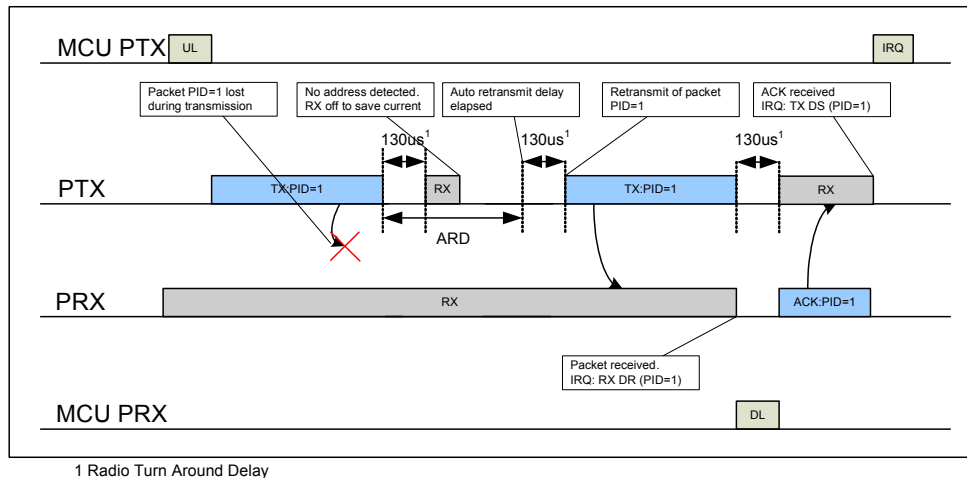 MCU PTX
UL
IRQ
Packet PID=1 lost
during transmission
No address detected.
RX off to save current
Auto retransmit delay
elapsed
Retransmit of packet
PID=1
ACK received
IRQ: TX DS (PID=1)
130us¹
130us¹
130us¹
PTX
TX:PID=1
RX
TX:PID=1
RX
ARD
PRX
RX
ACK:PID=1
Packet received.
IRQ: RX DR (PID=1)
MCU PRX
DL
1 Radio Turn Around Delay